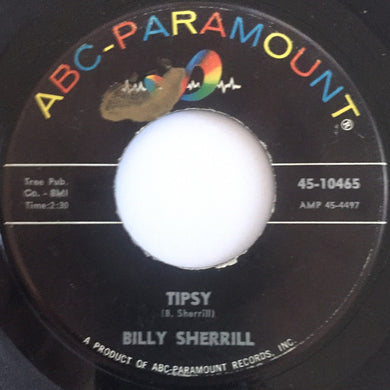 ABC-PARAMOUNT®
Tree Pub.
Co. - BMI
Time: 2:30
45-10465
AMP 45-4497
TIPSY
(B. Sherrill)
BILLY SHERRILL
A PRODUCT OF ABC-PARAMOUNT RECORDS, INC.